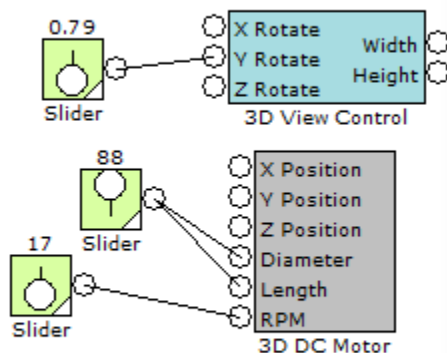 0.79
Slider
X Rotate
Y Rotate
Z Rotate
Width
Height
3D View Control
88
Slider
17
Slider
X Position
Y Position
Z Position
Diameter
Length
RPM
3D DC Motor